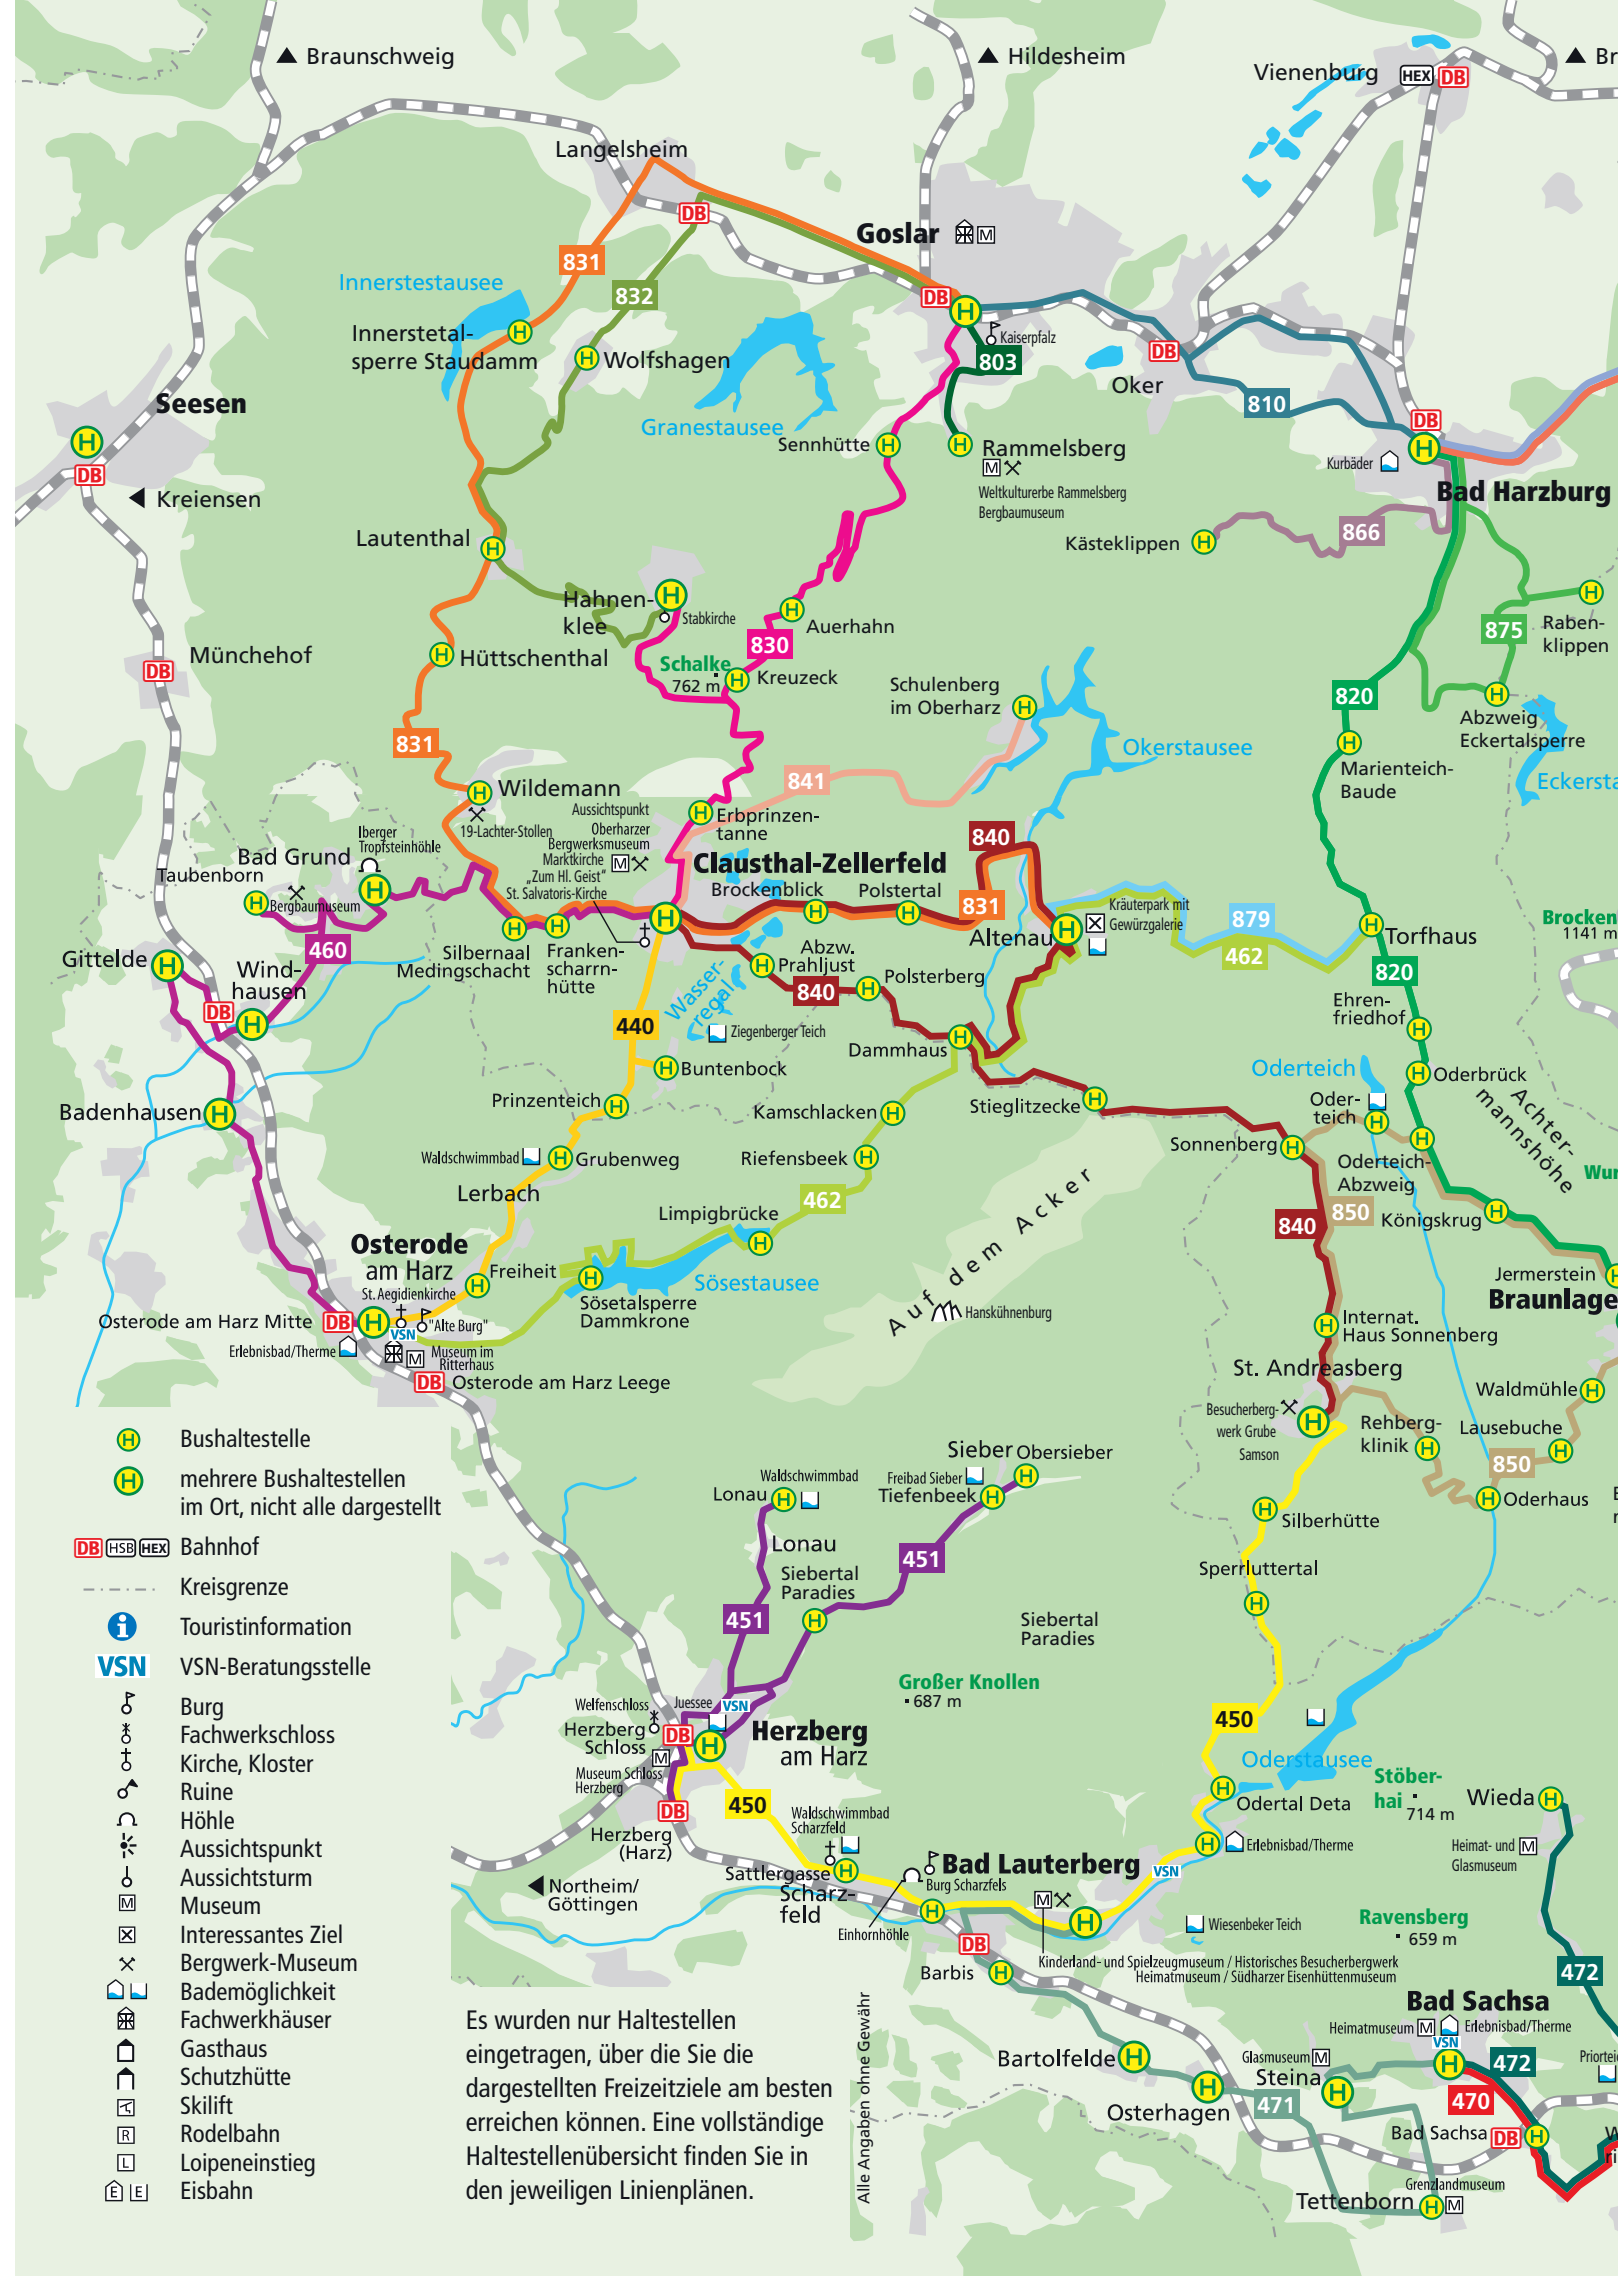 Braunschweig
Hildesheim
Vienenburg
HEX
DB
Langelsheim
DB
Goslar
M
831
Innerstestausee
832
DB
Innerstetal-
sperre Staudamm
Wolfshagen
H
Kaiserpfalz
803
DB
Oker
810
Seesen
Granestausee
DB
H
DB
Kreiensen
Sennhütte
Rammelsberg
M
Weltkulturerbe Rammelsberg
Bergbaumuseum
Kurbäder
H
Bad Harzburg
Lautenthal
Kästeklippen
866
Hahnen-
klee
Stabkirche
Auerhahn
830
875
Raben-
klippen
Münchehof
DB
Hüttschenthal
Schalke
762 m
Kreuzeck
Schulenberg
im Oberharz
820
Abzweig
Eckertalsperre
831
Okerstausee
Marienteich-
Baude
841
Wildemann
19-Lachter-Stollen
Aussichtspunkt
Oberharzer
Bergwerksmuseum
Marktkirche
„Zum Hl. Geist“
St. Salvatoris-Kirche
M
Erbprinzen-
tanne
840
Iberger
Tropfsteinhöhle
Bad Grund
Taubenborn
Bergbaumuseum
Clausthal-Zellerfeld
Brockenblick
Polstertal
831
Altenau
Kräuterpark mit
Gewürzgalerie
879
462
Torfhaus
Brocken
1141 m
Gittelde
460
Wind-
hausen
DB
Silbernaal
Medingschacht
Franken-
scharrn-
hütte
Wasser-
regal
Abzw.
Prahljust
840
Polsterberg
820
Ehren-
friedhof
440
Ziegenberger Teich
Dammhaus
Buntenbock
Oderteich
Oder-
teich
Oderbrück
Achter-
mannshöhe
Badenhausen
Prinzenteich
Kamschlacken
Stieglitzecke
Sonnenberg
Oderteich-
Abzweig
Waldschwimmbad
Grubenweg
Riefensbeek
Lerbach
462
Limpigbrücke
Auf dem Acker
840
850
Königskrug
Osterode
am Harz
St. Aegidienkirche
Freiheit
Sösestausee
Sösetalsperre
Dammkrone
Hanskühnenburg
Jermerstein
Braunlage
Osterode am Harz Mitte
DB
VSN
"Alte Burg"
Erlebnisbad/Therme
M
Museum im
Ritterhaus
DB
Osterode am Harz Leege
Internat.
Haus Sonnenberg
St. Andreasberg
Waldmühle
Besucherberg-
werk Grube
Samson
Rehberg-
klinik
Lausebuche
850
Oderhaus
Sieber
Obersieber
Waldschwimmbad
Lonau
Freibad Sieber
Tiefenbeek
Silberhütte
Lonau
451
Siebertal
Paradies
Sperrluttertal
451
Siebertal
Paradies
Großer Knollen
687 m
Welfenschloss
Juessee
VSN
Herzberg
Schloss
DB
M
Museum Schloss
Herzberg
Herzberg
am Harz
450
Oderstausee
Stöber-
hai
714 m
Wieda
450
DB
Herzberg
(Harz)
Waldschwimmbad
Scharzfeld
Odertal Deta
Erlebnisbad/Therme
Heimat- und
Glasmuseum
M
Northeim/
Göttingen
Sattlergasse
Scharz-
feld
Bad Lauterberg
VSN
Burg Scharzfels
M
Einhornhöhle
Wiesenbeker Teich
Ravensberg
659 m
DB
Barbis
Kinderland- und Spielzeugmuseum / Historisches Besucherbergwerk
Heimatmuseum / Südharzer Eisenhüttenmuseum
472
Bad Sachsa
Heimatmuseum
M
Erlebnisbad/Therme
VSN
Bartolfelde
Glasmuseum
M
Steina
472
470
471
Osterhagen
Bad Sachsa
DB
Grenzlandmuseum
Tettenborn
M
Bushaltestelle
mehrere Bushaltestellen
im Ort, nicht alle dargestellt
DB HSB HEX Bahnhof
Kreisgrenze
i Touristinformation
VSN VSN-Beratungsstelle
Burg
Fachwerkschloss
Kirche, Kloster
Ruine
Höhle
Aussichtspunkt
Aussichtsturm
M Museum
Interessantes Ziel
Bergwerk-Museum
Bademöglichkeit
Fachwerkhäuser
Gasthaus
Schutzhütte
Skilift
R Rodelbahn
L Loipeneinstieg
E E Eisbahn
Es wurden nur Haltestellen
eingetragen, über die Sie die
dargestellten Freizeitziele am besten
erreichen können. Eine vollständige
Haltestellenübersicht finden Sie in
den jeweiligen Linienplänen.
Alle Angaben ohne Gewähr